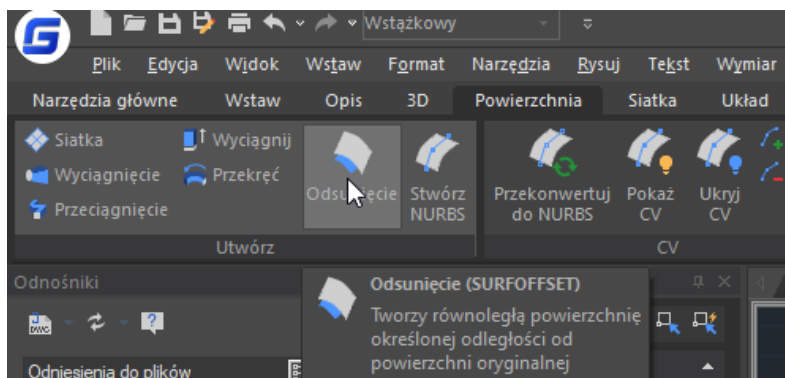 G
Wstążkowy
Plik Edycja Widok Wstaw Format Narzędzia Rysuj Tekst Wymiar
Narzędzia główne Wstaw Opis 3D Powierzchnia Siatka Układ
Siatka Wyciągnij
Wyciągnięcie Przekręć
Przeciągnięcie
Odsunięcie
Stwórz
NURBS
Przekonwertuj
do NURBS
Pokaż
CV
Ukryj
CV
Utwórz CV
Odnośniki
Odsunięcie (SURFOFFSET)
Tworzy równoległą powierzchnię
określonej odległości od
powierzchni oryginalnej
DWG
Odniesienia do plików